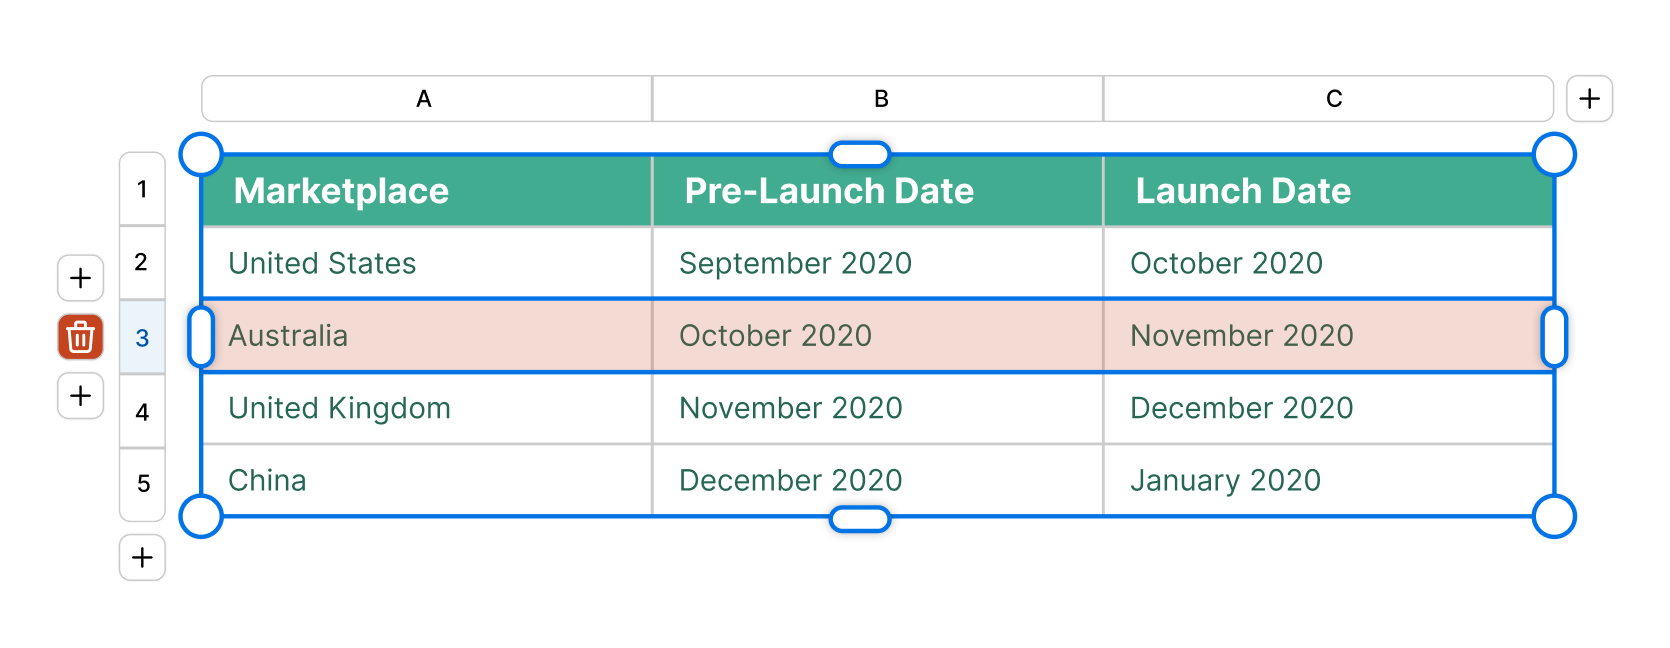 A B C
1 Marketplace Pre-Launch Date Launch Date
2 United States September 2020 October 2020
3 Australia October 2020 November 2020
4 United Kingdom November 2020 December 2020
5 China December 2020 January 2020